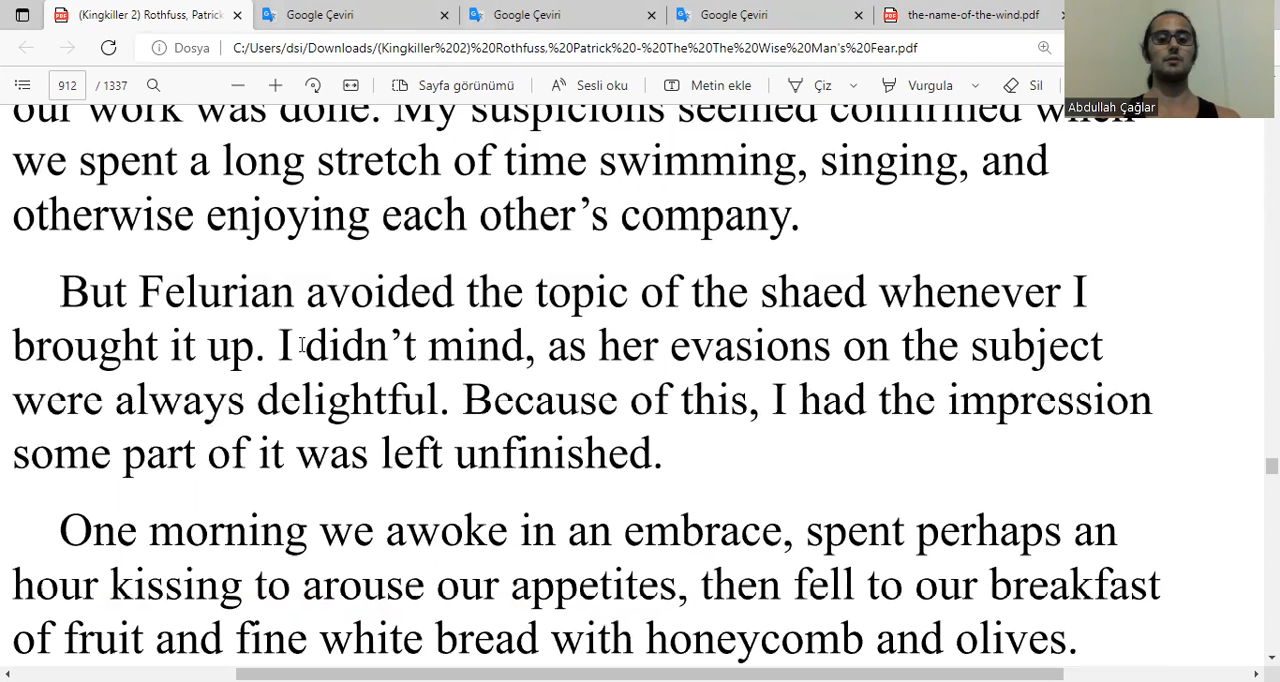 (Kingkiller 2) Rothfuss, Patrick
Google Çeviri
Google Çeviri
Google Çeviri
the-name-of-the-wind.pdf
Dosya
C:/Users/dsi/Downloads/(Kingkiller%202)%20Rothfuss,%20Patrick%20-%20The%20The%20Wise%20Man's%20Fear.pdf
912 / 1337
Sayfa görünümü
Sesli oku
Metin ekle
Çiz
Vurgula
Sil
Abdullah Çağlar
our work was done. My suspicions seemed confirmed when
we spent a long stretch of time swimming, singing, and
otherwise enjoying each other’s company.
But Felurian avoided the topic of the shaed whenever I
brought it up. I didn’t mind, as her evasions on the subject
were always delightful. Because of this, I had the impression
some part of it was left unfinished.
One morning we awoke in an embrace, spent perhaps an
hour kissing to arouse our appetites, then fell to our breakfast
of fruit and fine white bread with honeycomb and olives.